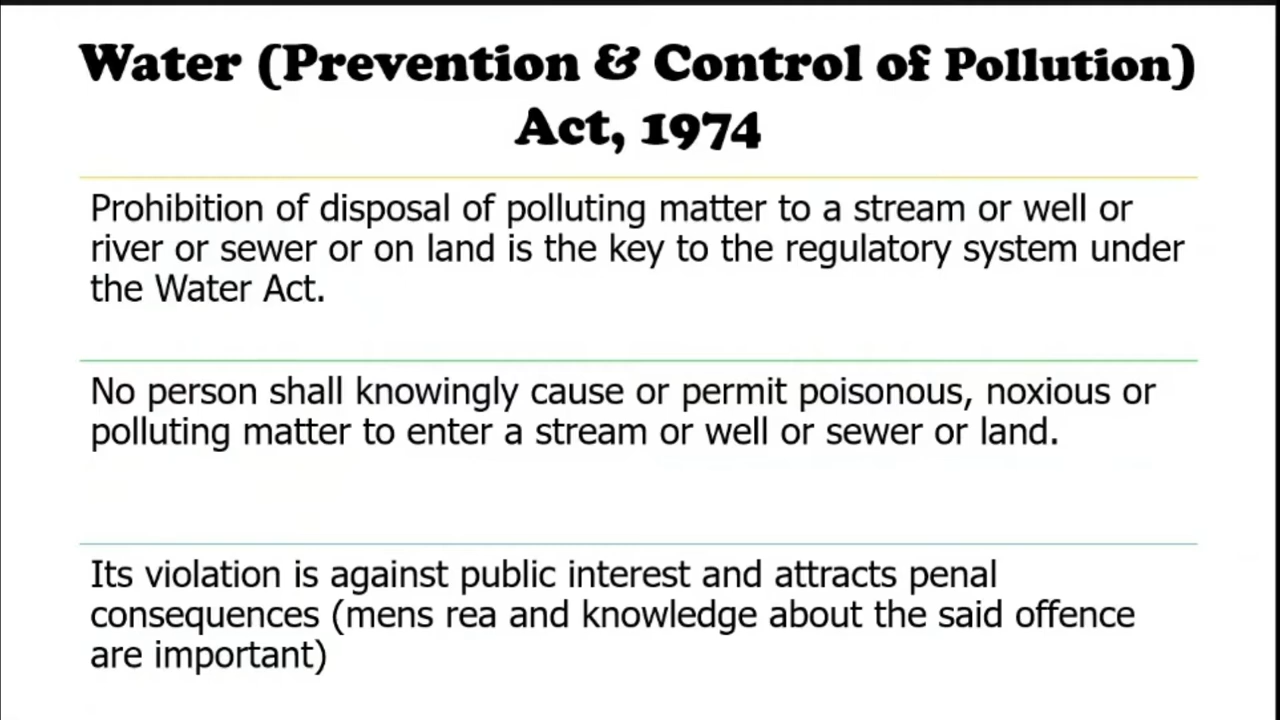 Water (Prevention & Control of Pollution)
Act, 1974
Prohibition of disposal of polluting matter to a stream or well or
river or sewer or on land is the key to the regulatory system under
the Water Act.
No person shall knowingly cause or permit poisonous, noxious or
polluting matter to enter a stream or well or sewer or land.
Its violation is against public interest and attracts penal
consequences (mens rea and knowledge about the said offence
are important)